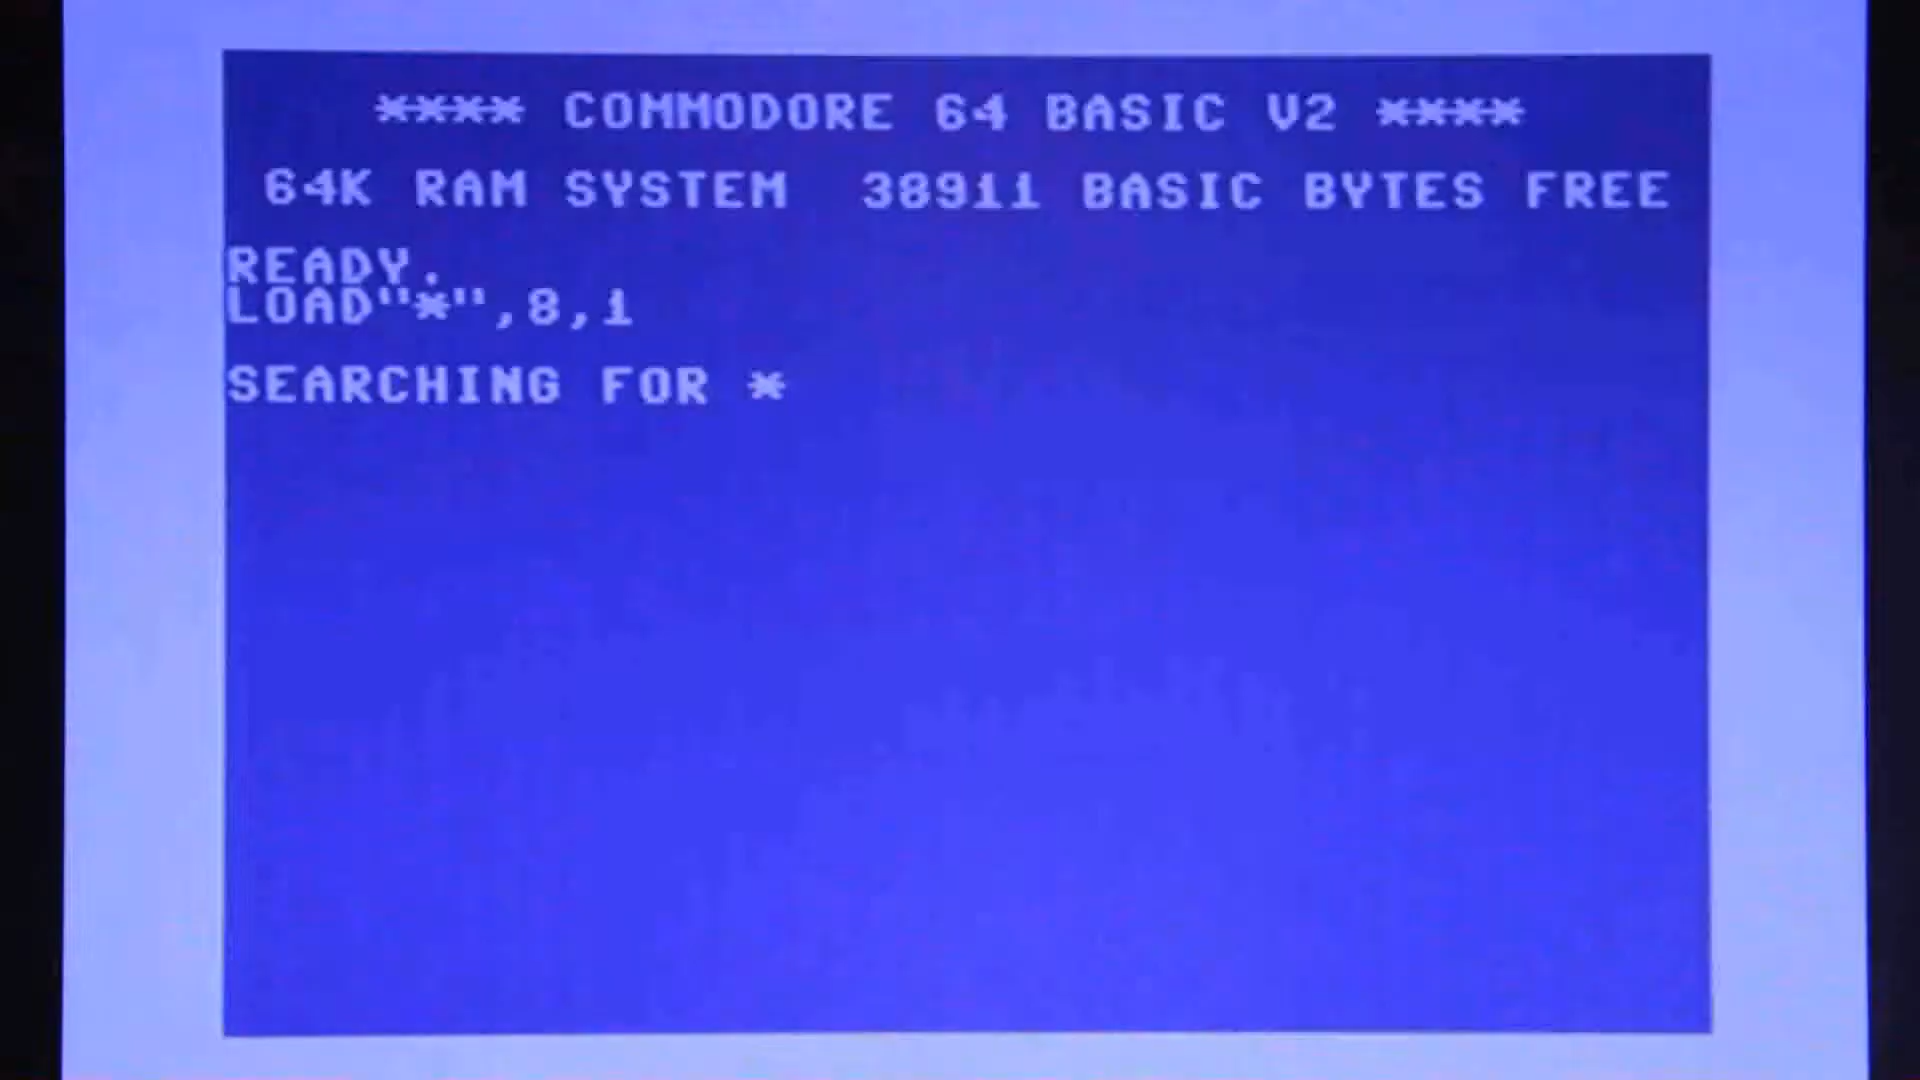 **** COMMODORE 64 BASIC V2 ****
64K RAM SYSTEM  38911 BASIC BYTES FREE
READY.
LOAD"*",8,1
SEARCHING FOR *